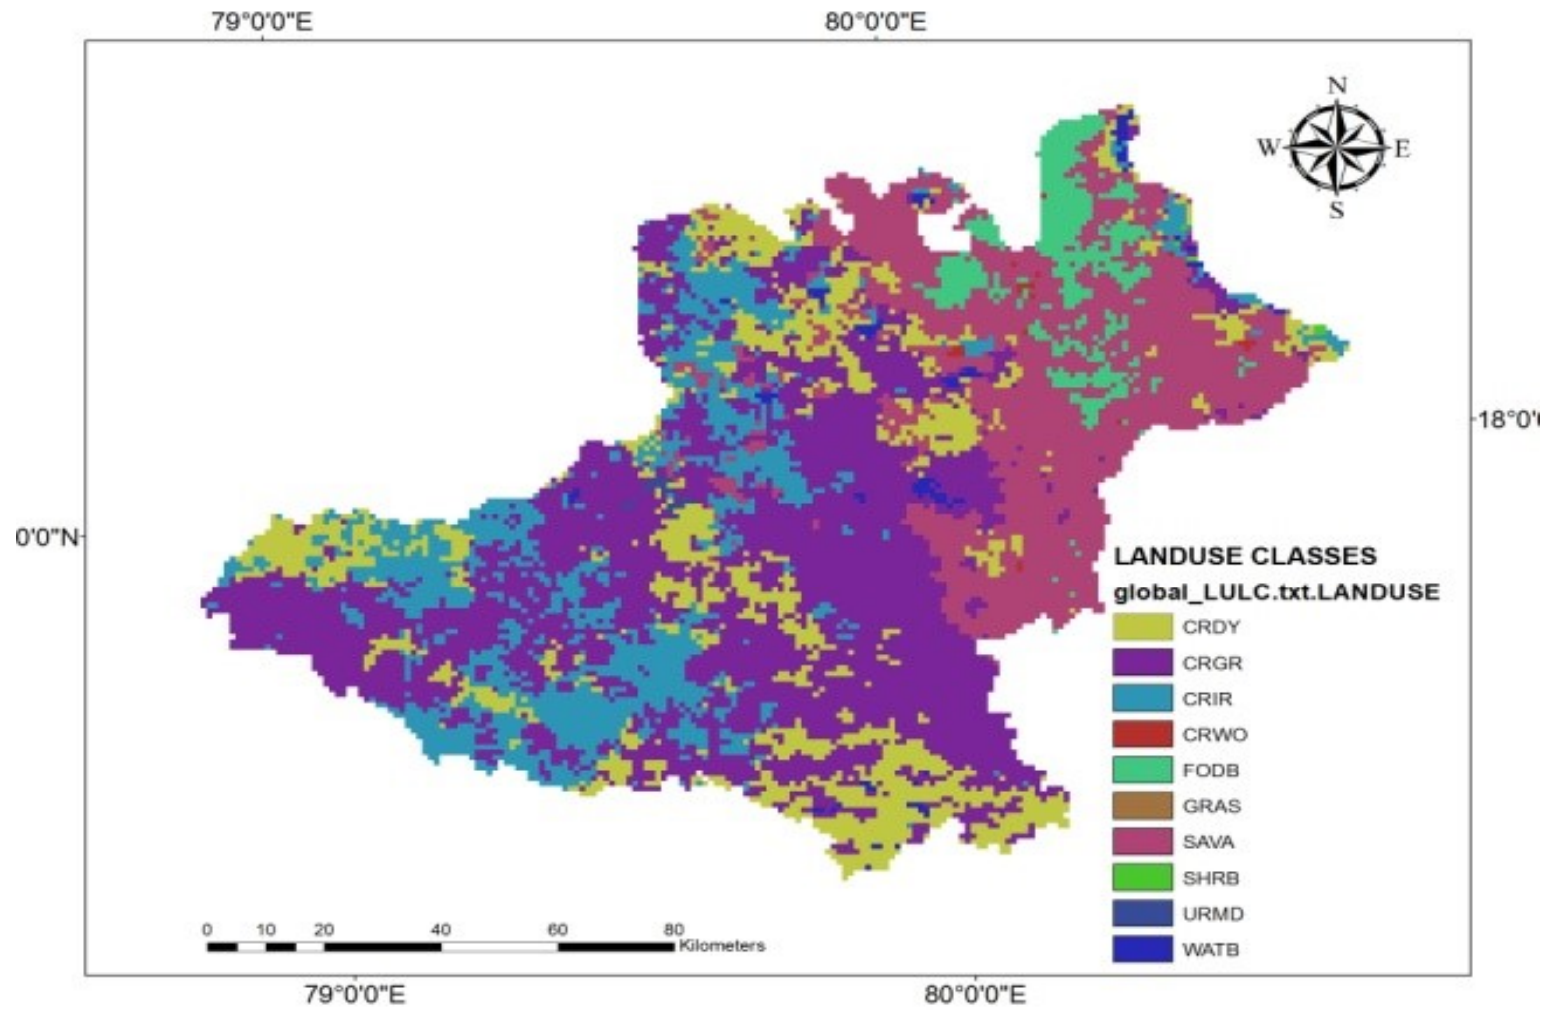 79°0'0"E 80°0'0"E
N
W E
S
18°0'
0'0"N
LANDUSE CLASSES
global_LULC.txt.LANDUSE
CRDY
CRGR
CRIR
CRWO
FODB
GRAS
SAVA
SHRB
URMD
WATB
0 10 20 40 60 80
Kilometers
79°0'0"E 80°0'0"E